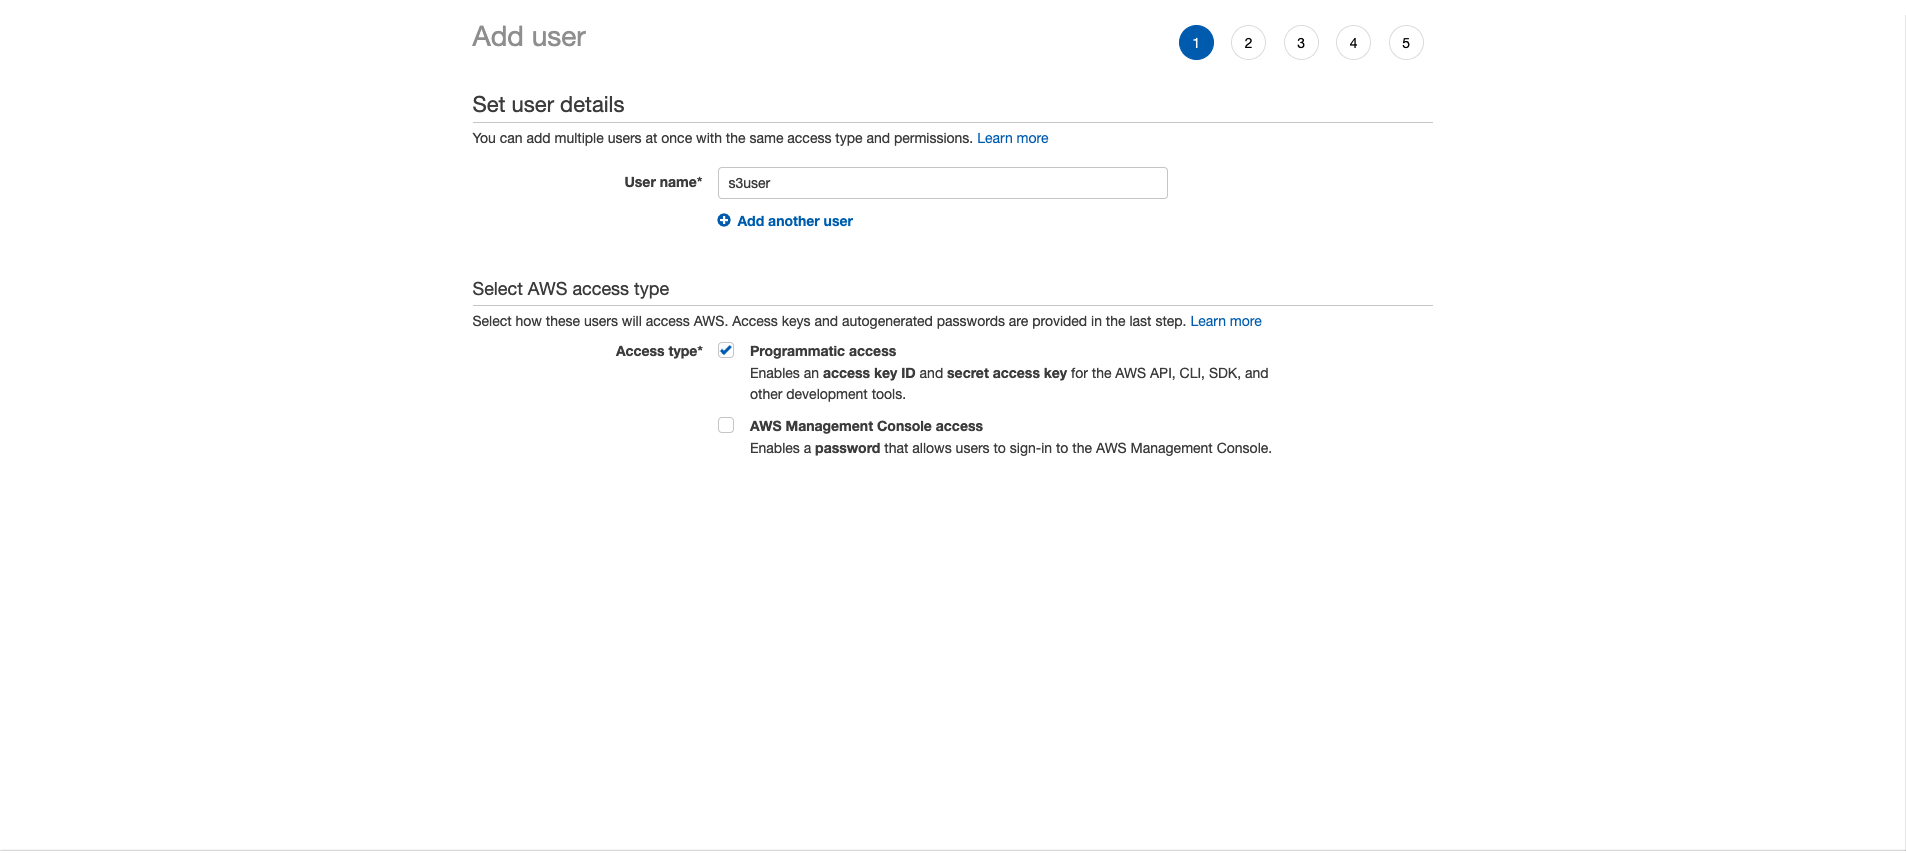 Add user
1 2 3 4 5
Set user details
You can add multiple users at once with the same access type and permissions. Learn more
User name* s3user
Add another user
Select AWS access type
Select how these users will access AWS. Access keys and autogenerated passwords are provided in the last step. Learn more
Access type* Programmatic access
Enables an access key ID and secret access key for the AWS API, CLI, SDK, and
other development tools.
AWS Management Console access
Enables a password that allows users to sign-in to the AWS Management Console.